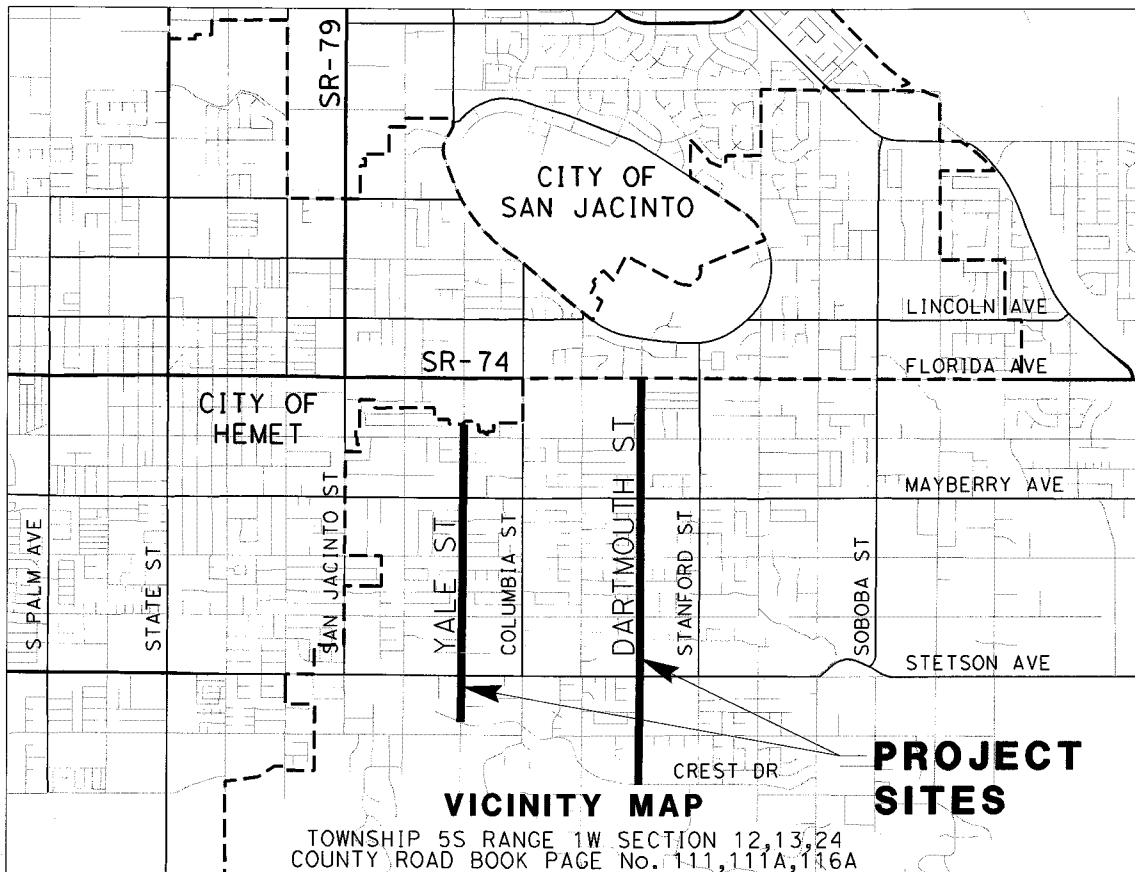 SR-79
CITY OF
SAN JACINTO
LINCOLN AVE
SR-74
FLORIDA AVE
CITY OF
HEMET
MAYBERRY AVE
S PALM AVE
STATE ST
SAN JACINTO ST
YALE ST
COLUMBIA ST
DARTMOUTH ST
STANFORD ST
SOBOBA ST
STETSON AVE
PROJECT
SITES
CREST DR
VICINITY MAP
TOWNSHIP 5S RANGE 1W SECTION 12,13,24
COUNTY ROAD BOOK PAGE No. 111,111A,116A